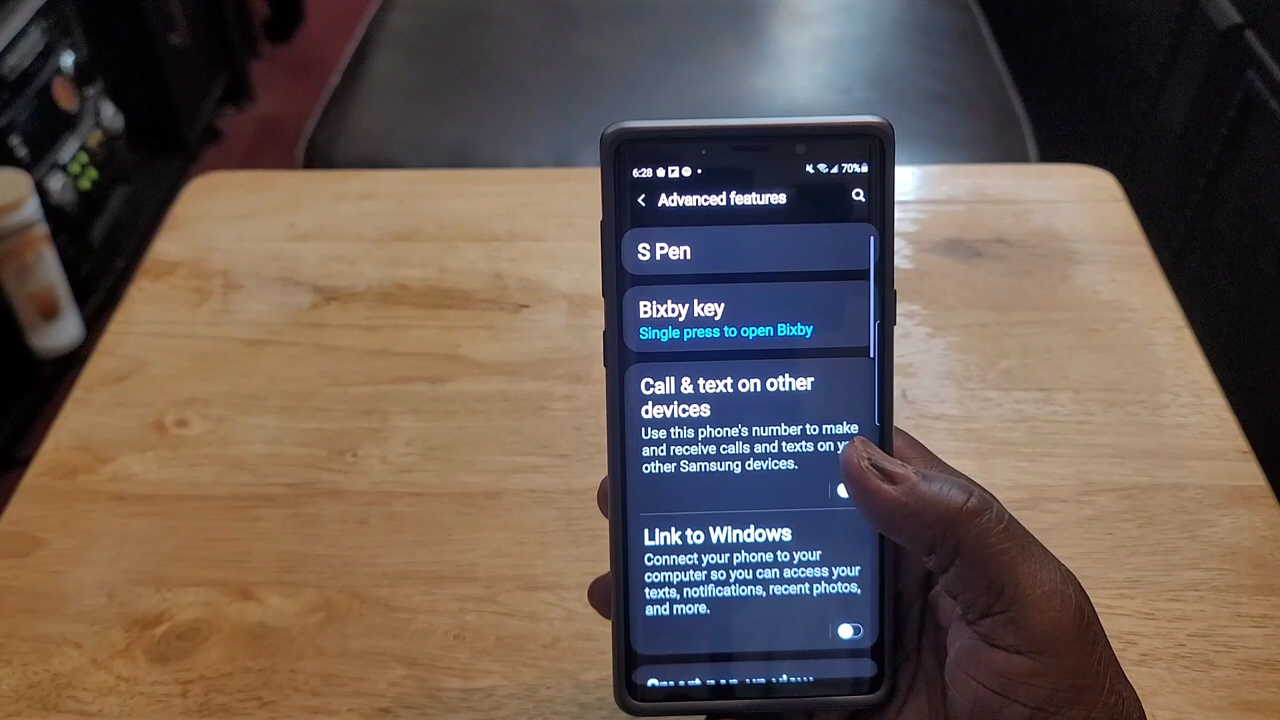 6:28
70%
Advanced features
S Pen
Bixby key
Single press to open Bixby
Call & text on other
devices
Use this phone's number to make
and receive calls and texts on
other Samsung devices.
Link to Windows
Connect your phone to your
computer so you can access your
texts, notifications, recent photos,
and more.